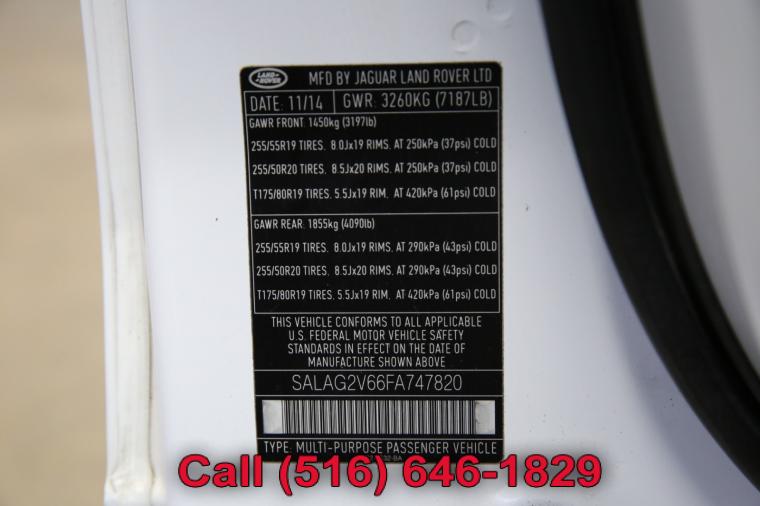 LAND-
-ROVER
MFD BY JAGUAR LAND ROVER LTD
DATE: 11/14 GWR: 3260KG (7187LB)
GAWR FRONT: 1450kg (3197lb)
255/55R19 TIRES, 8.0Jx19 RIMS, AT 250kPa (37psi) COLD
255/50R20 TIRES, 8.5Jx20 RIMS, AT 250kPa (37psi) COLD
T175/80R19 TIRES, 5.5Jx19 RIM, AT 420kPa (61psi) COLD
GAWR REAR: 1855kg (4090lb)
255/55R19 TIRES, 8.0Jx19 RIMS, AT 290kPa (43psi) COLD
255/50R20 TIRES, 8.5Jx20 RIMS, AT 290kPa (43psi) COLD
T175/80R19 TIRES, 5.5Jx19 RIM, AT 420kPa (61psi) COLD
THIS VEHICLE CONFORMS TO ALL APPLICABLE
U.S. FEDERAL MOTOR VEHICLE SAFETY
STANDARDS IN EFFECT ON THE DATE OF
MANUFACTURE SHOWN ABOVE
SALAG2V66FA747820
TYPE: MULTI-PURPOSE PASSENGER VEHICLE
Call (516) 646-1829